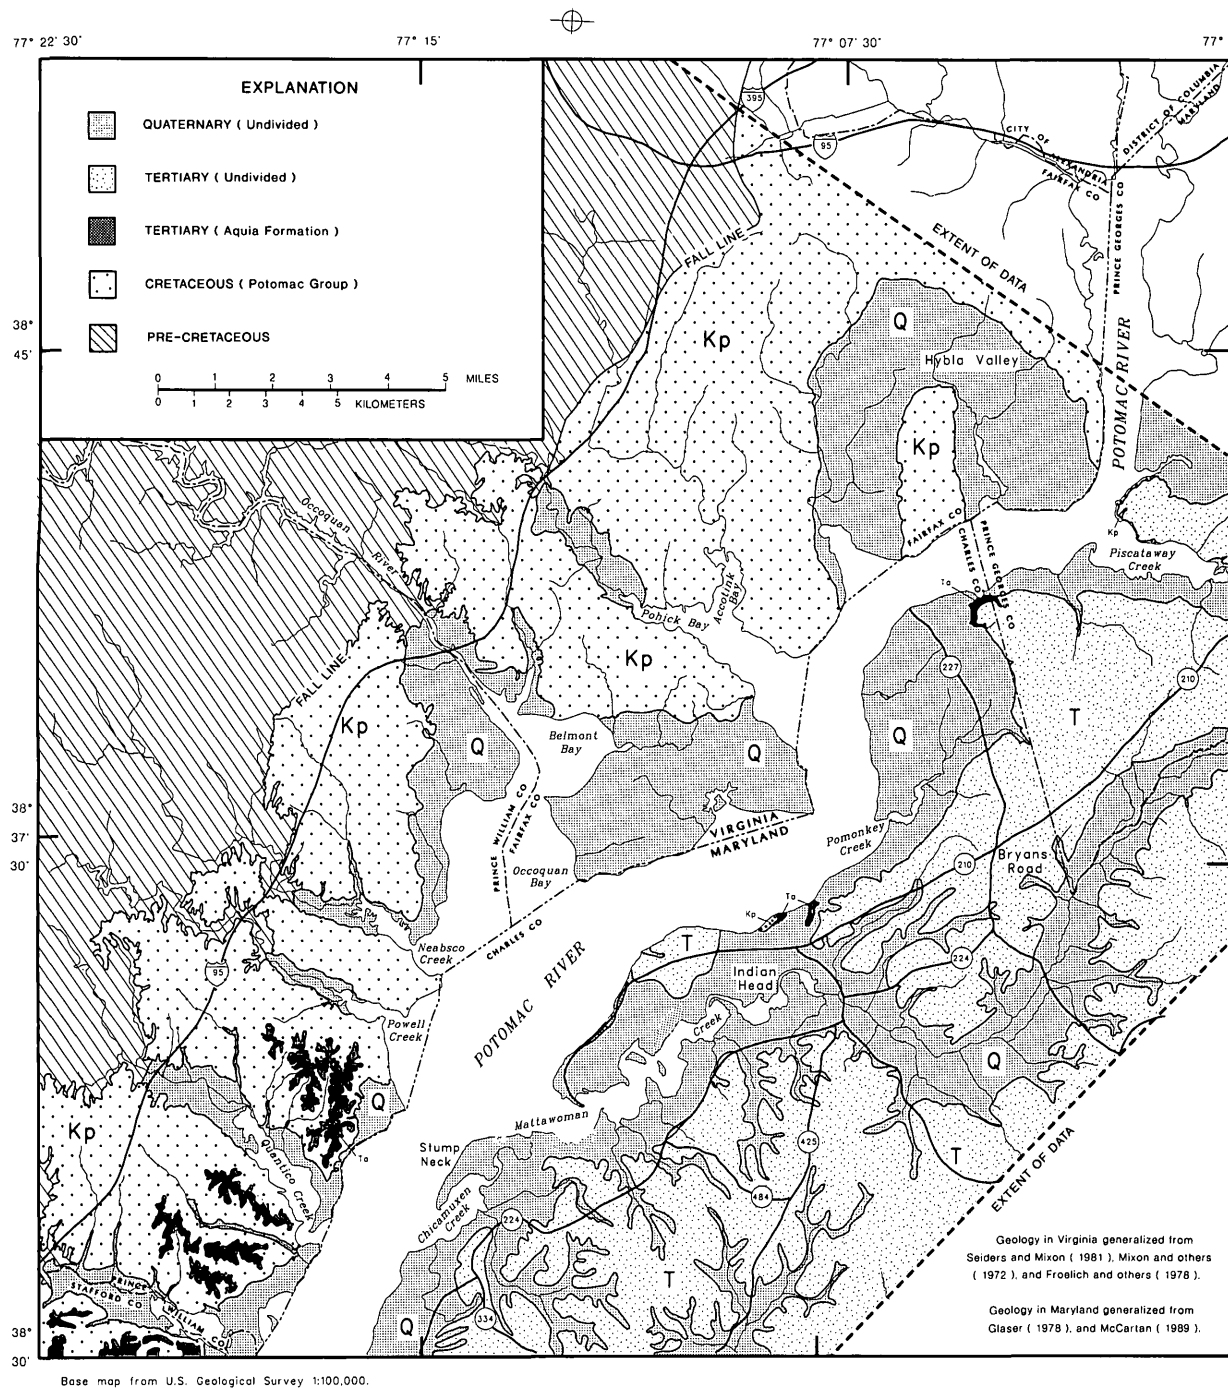 77° 22' 30"
77° 15'
77° 07' 30"
77°
EXPLANATION
QUATERNARY ( Undivided )
TERTIARY ( Undivided )
TERTIARY ( Aquia Formation )
CRETACEOUS ( Potomac Group )
PRE-CRETACEOUS
0 1 2 3 4 5 MILES
0 1 2 3 4 5 KILOMETERS
395
95
CITY OF ALEXANDRIA
FAIRFAX CO
DISTRICT OF COLUMBIA
MARYLAND
PRINCE GEORGES CO
FALL LINE
EXTENT OF DATA
38°
45'
Kp
Q
Hybla Valley
Kp
POTOMAC RIVER
Occoquan
River
FAIRFAX CO
PRINCE GEORGES CO
CHARLES CO
Kp
Piscataway
Creek
Ta
Accotink
Bay
Pohick Bay
Kp
FALL LINE
227
210
Kp
Q
Belmont
Bay
Q
Q
T
38°
37'
30"
PRINCE WILLIAM CO
FAIRFAX CO
VIRGINIA
MARYLAND
Pomonkey
Creek
210
Bryans
Road
Occoquan
Bay
Ta
Kp
CHARLES CO
Neabsco
Creek
T
95
Indian
Head
224
POTOMAC RIVER
Powell
Creek
Creek
Q
Q
Mattawoman
Kp
Ta
Stump
Neck
425
T
Quantico Creek
EXTENT OF DATA
484
Chicamuxen
Creek
224
T
Geology in Virginia generalized from
Seiders and Mixon ( 1981 ), Mixon and others
( 1972 ), and Froelich and others ( 1978 ).
PRINCE WILLIAM CO
STAFFORD CO
334
Q
Geology in Maryland generalized from
Glaser ( 1978 ), and McCartan ( 1989 ).
38°
30'
Base map from U.S. Geological Survey 1:100,000.